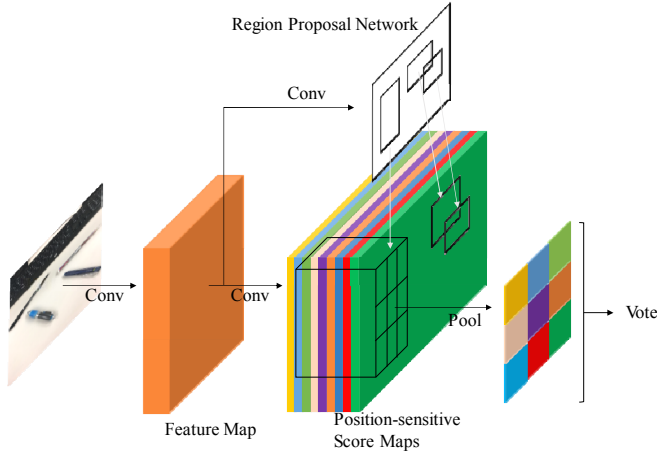 Region Proposal Network
Conv
Conv
Conv
Pool
Vote
Feature Map
Position-sensitive
Score Maps